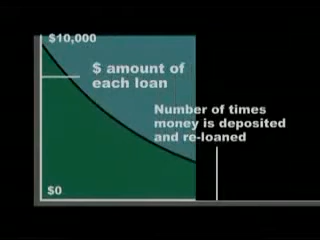 $10,000
$ amount of
each loan
Number of times
money is deposited
and re-loaned
$0